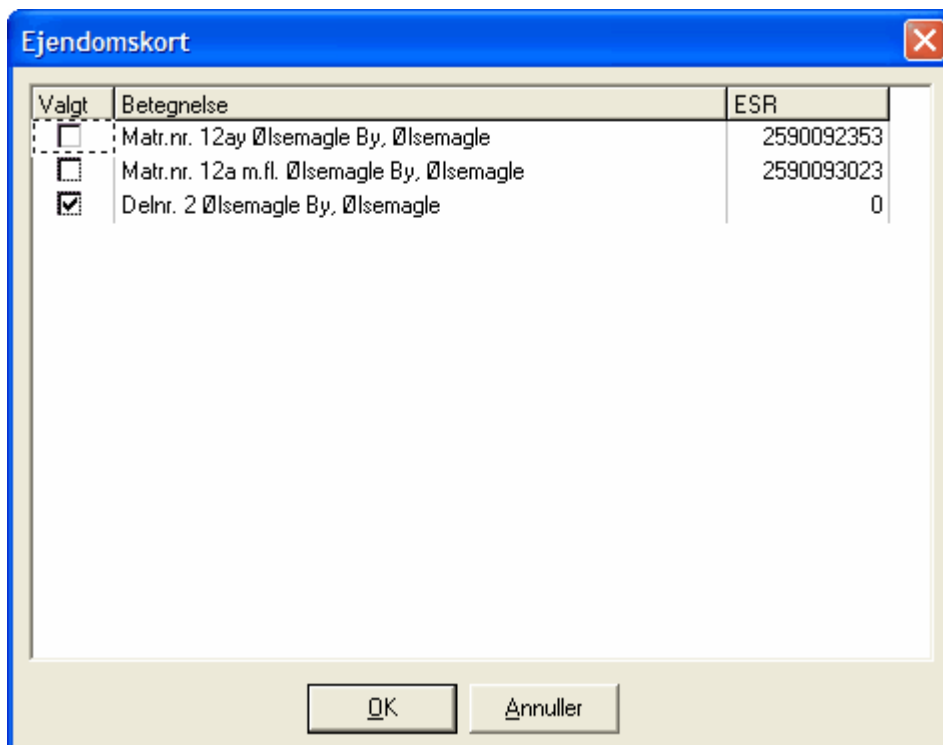 Ejendomskort
Valgt Betegnelse ESR
Matr.nr. 12ay Ølsemagle By, Ølsemagle 2590092353
Matr.nr. 12a m.fl. Ølsemagle By, Ølsemagle 2590093023
Delnr. 2 Ølsemagle By, Ølsemagle 0
OK Annuller